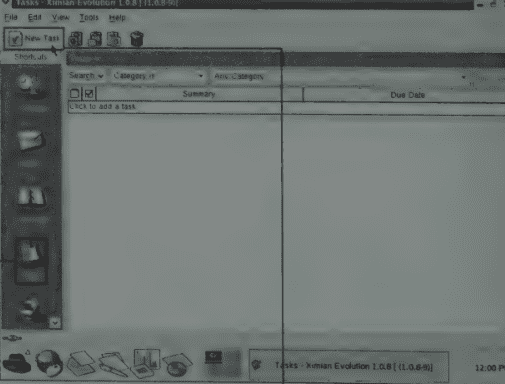 Tasks - Ximian Evolution 1.0.8 [ (1.0.8-9)]
File Edit View Tools Help
New Task
Shortcuts
Search Category is Any Category
Summary Due Date
Click to add a task
Tasks - Ximian Evolution 1.0.8 [ (1.0.8-9)] 12:00 P